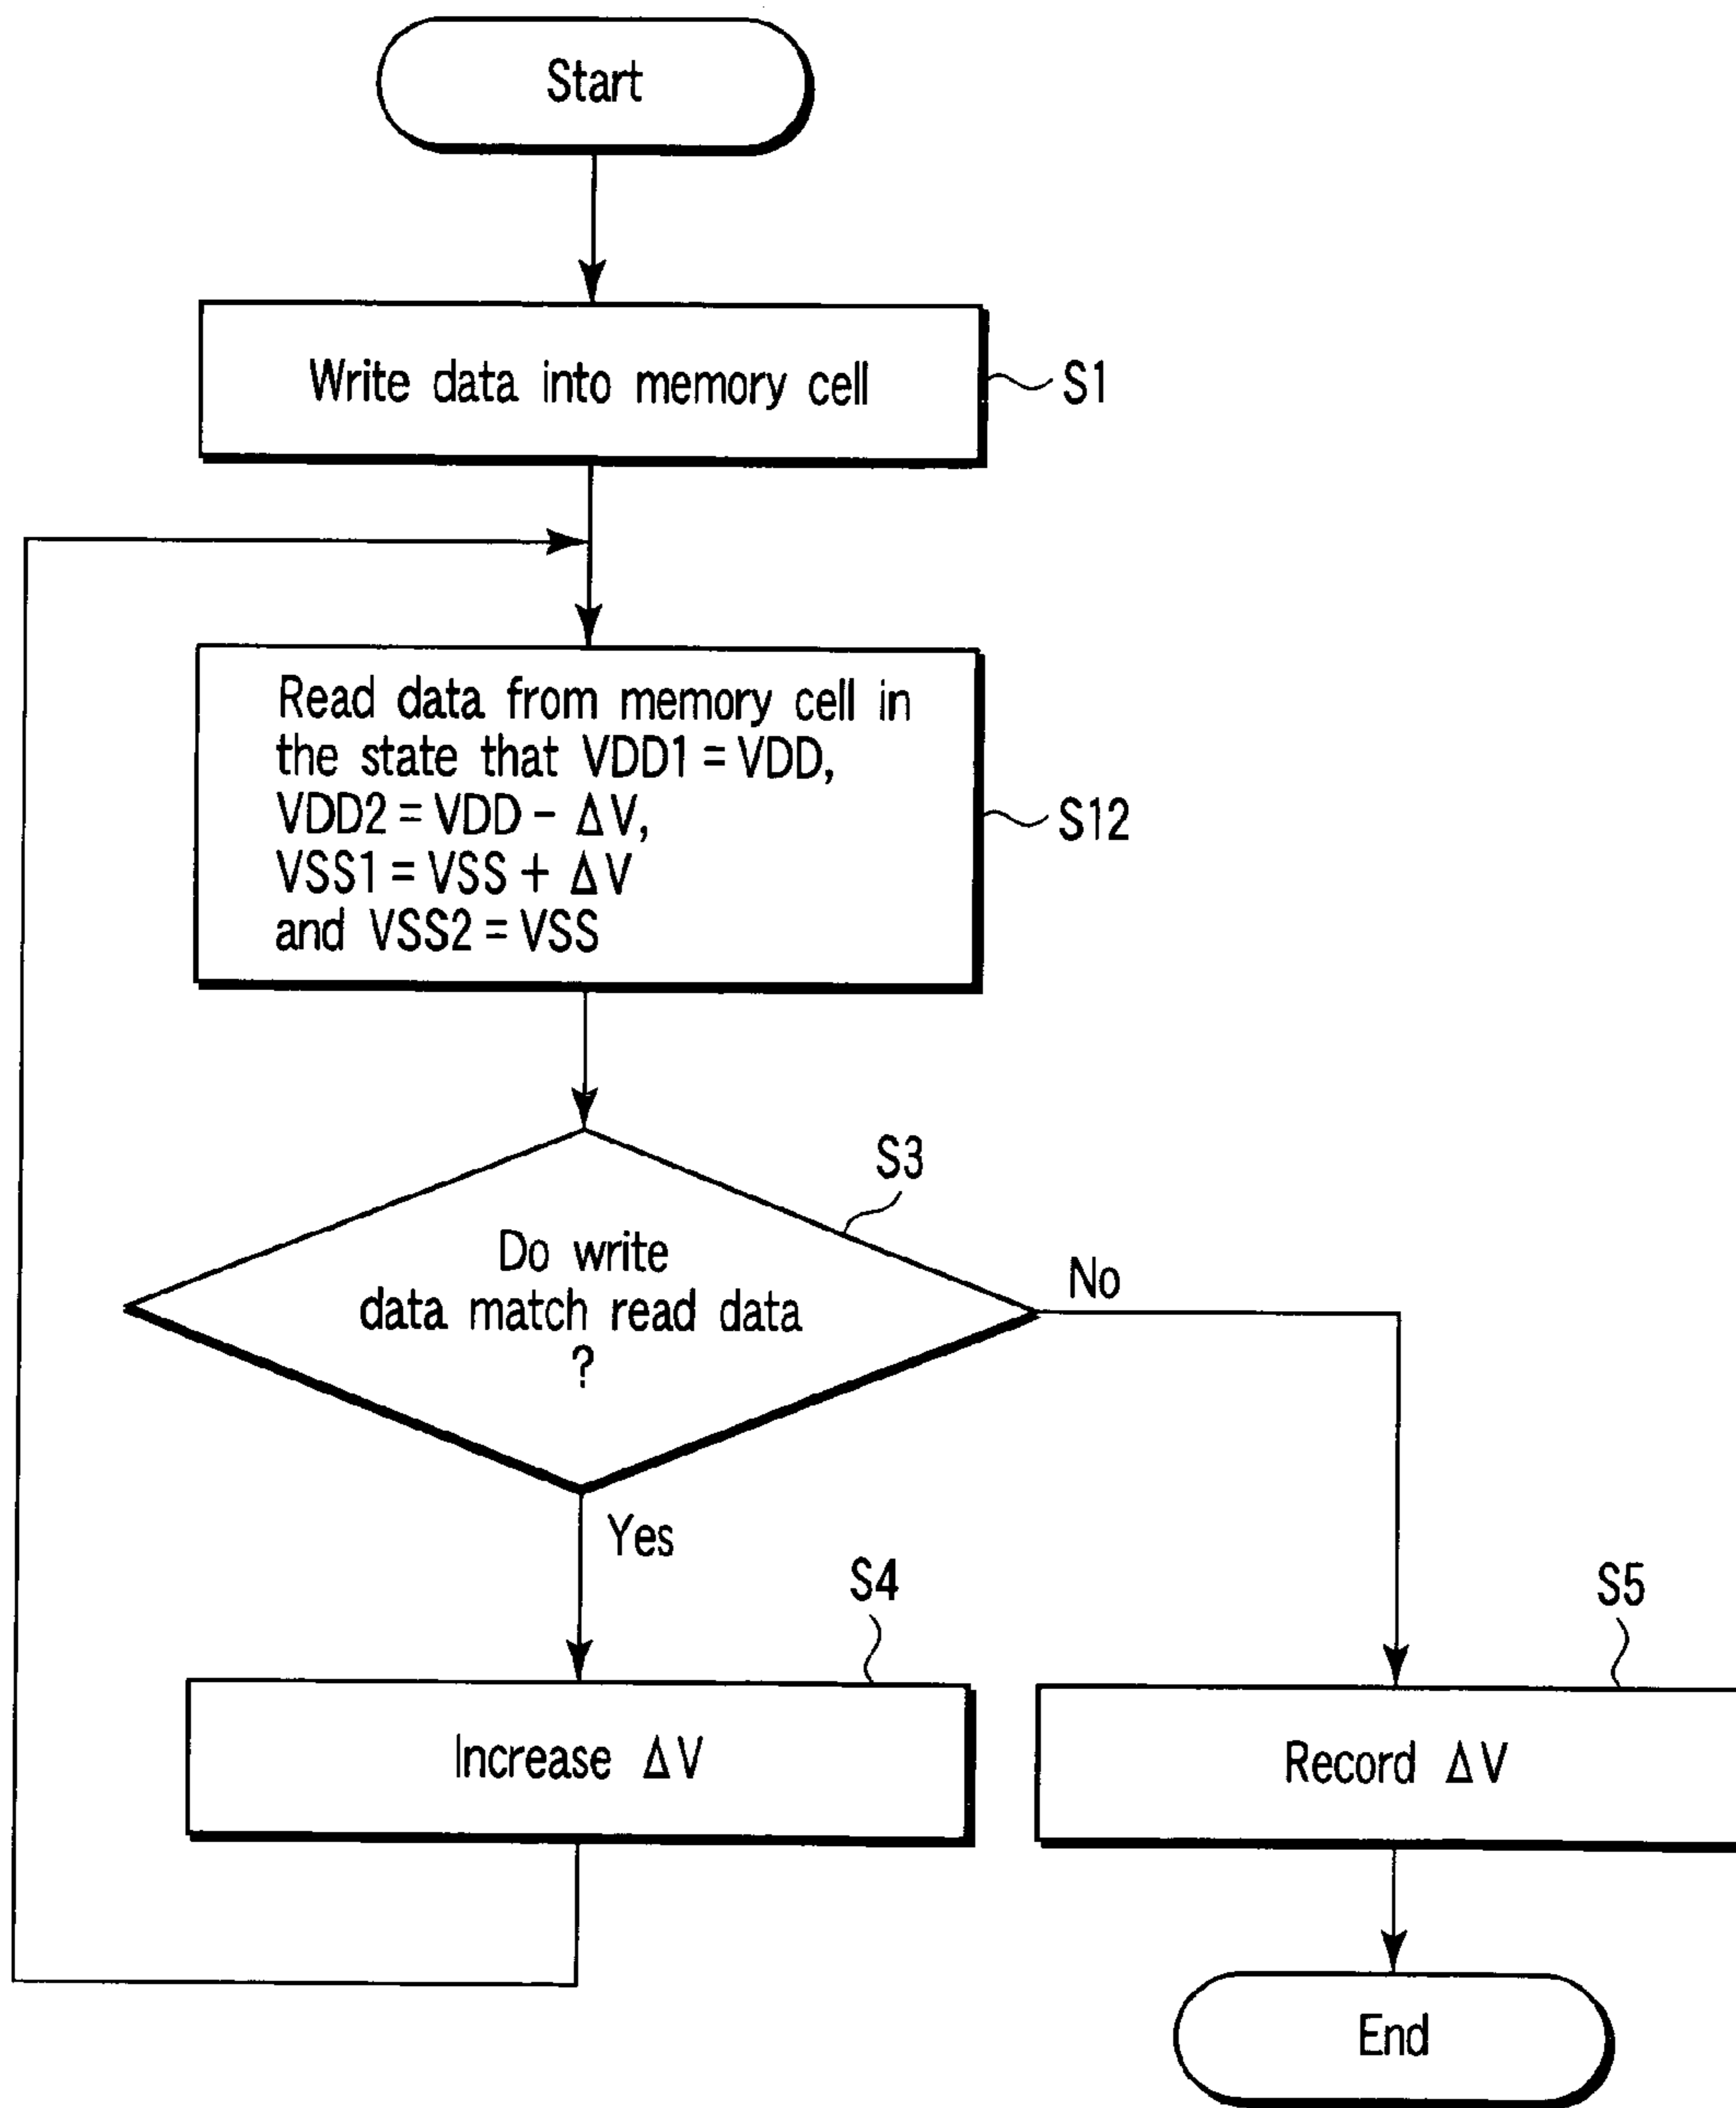 Start
Write data into memory cell
S1
Read data from memory cell in
the state that VDD1 = VDD,
VDD2 = VDD - ΔV,
VSS1 = VSS + ΔV
and VSS2 = VSS
S12
S3
Do write
data match read data
?
No
Yes
S4
S5
Increase ΔV
Record ΔV
End